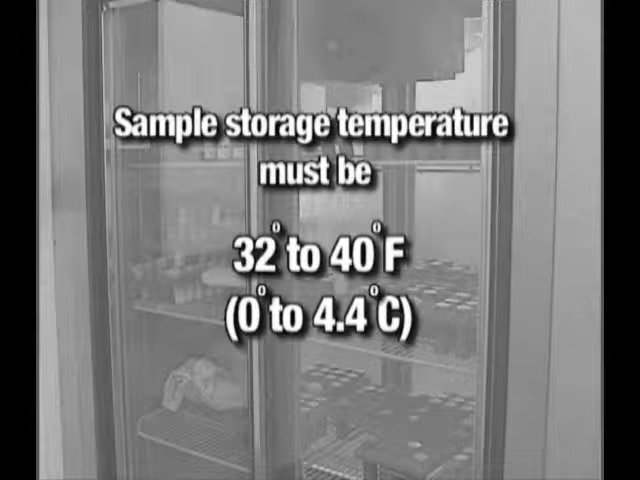 Sample storage temperature
must be
32° to 40°F
(0° to 4.4°C)